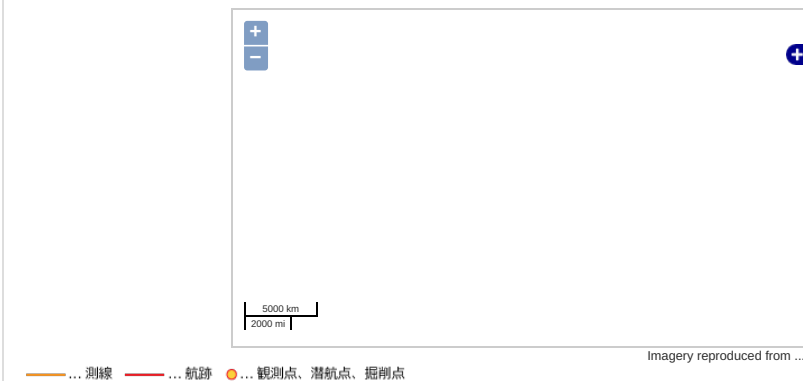 +
−
5000 km
2000 mi
Imagery reproduced from ...
... 測線 ... 航跡 ... 観測点、潜航点、掘削点